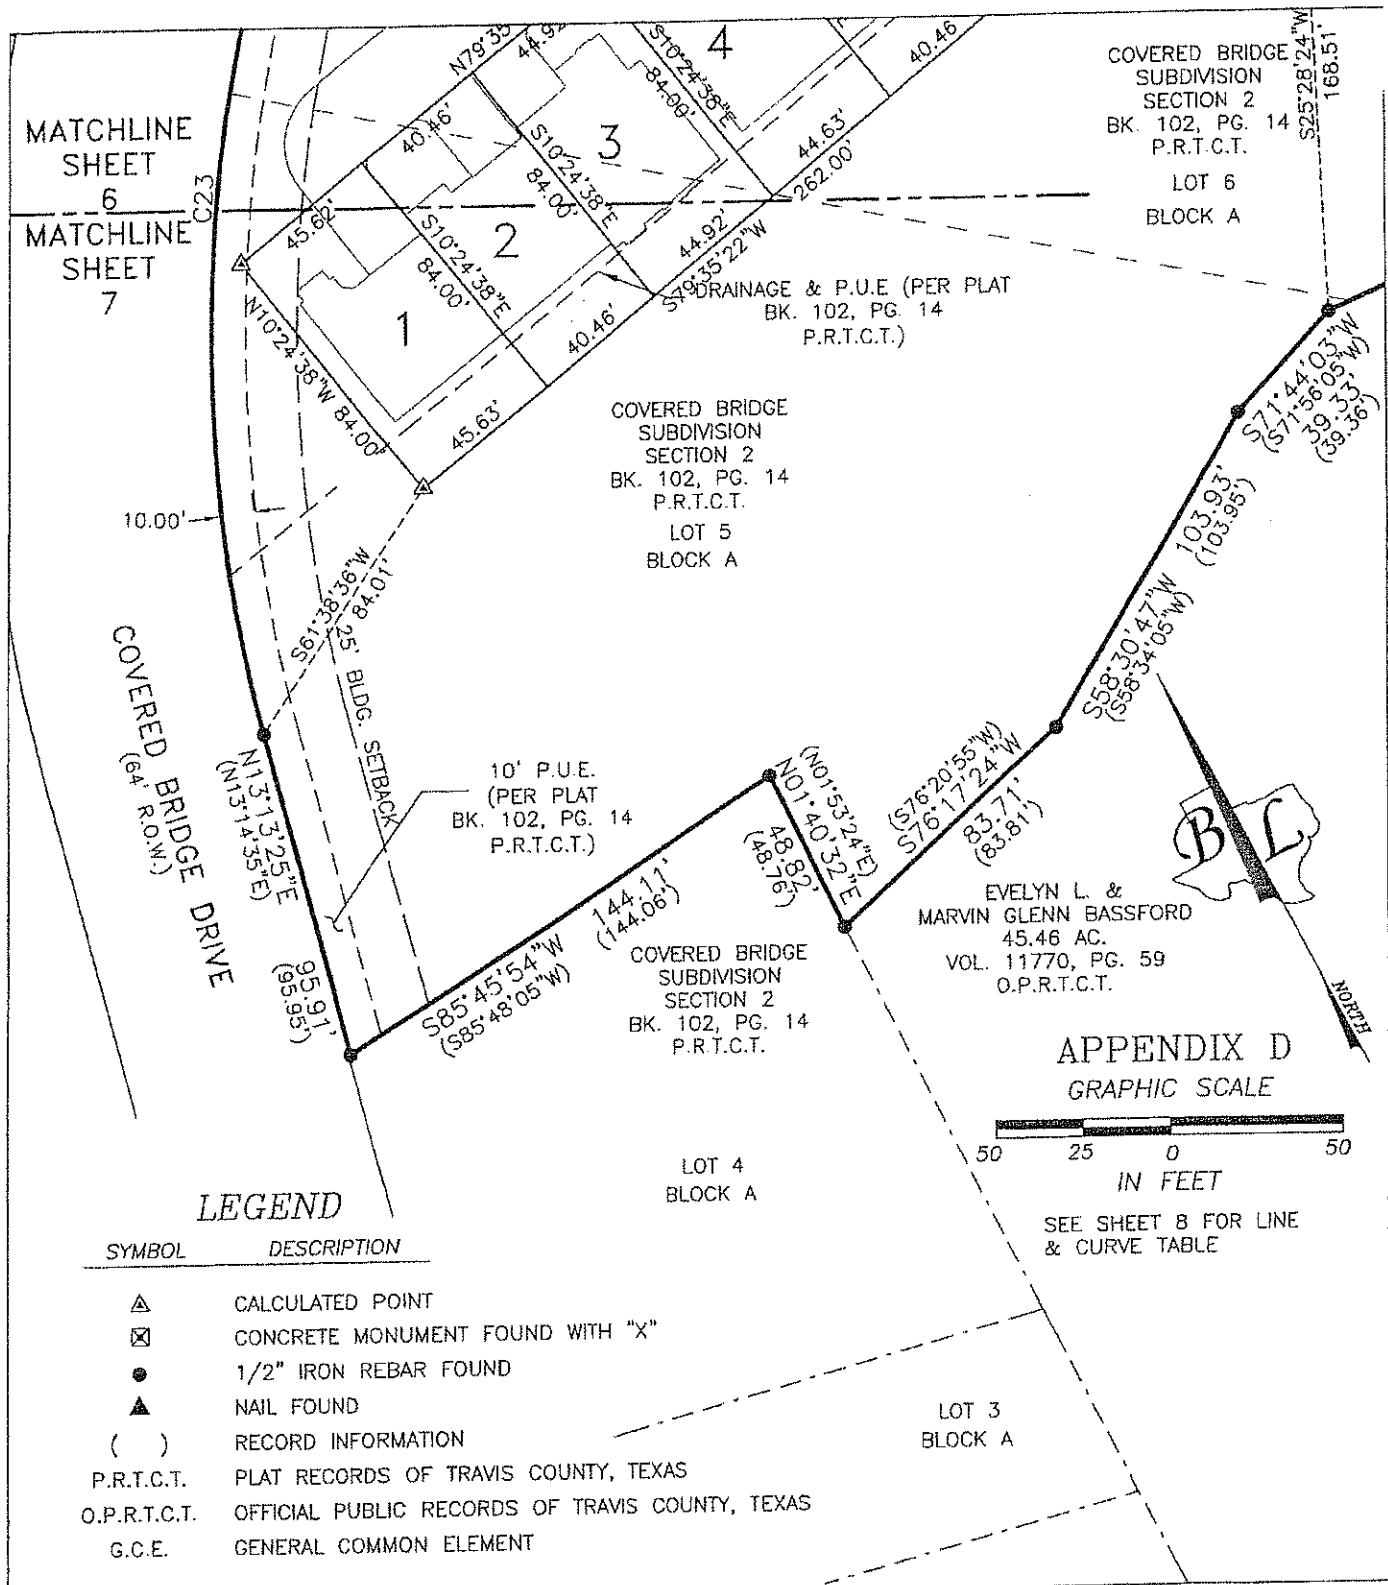 MATCHLINE
SHEET
6
MATCHLINE
SHEET
7
C23
N79°35'
44.92'
40.46'
45.62'
S10°24'38"E
84.00'
4
40.46
3
S10°24'38"E
84.00'
44.63'
262.00'
2
S10°24'38"E
84.00'
44.92'
S79°35'22"W
1
N10°24'38"W 84.00'
40.46'
45.63'
DRAINAGE & P.U.E (PER PLAT
BK. 102, PG. 14
P.R.T.C.T.)
COVERED BRIDGE
SUBDIVISION
SECTION 2
BK. 102, PG. 14
P.R.T.C.T.
LOT 6
BLOCK A
S25°28'24"W
168.51'
COVERED BRIDGE
SUBDIVISION
SECTION 2
BK. 102, PG. 14
P.R.T.C.T.
LOT 5
BLOCK A
S71°44'03"W
(S71°56'05"W)
39.33'
(39.36')
103.93'
(103.95')
S58°30'47"W
(S58°34'05"W)
10.00'
S61°38'36"W
84.01'
25' BLDG. SETBACK
COVERED BRIDGE DRIVE
(64' R.O.W.)
N13°13'25"E
(N13°14'35"E)
95.91'
(95.95')
10' P.U.E.
(PER PLAT
BK. 102, PG. 14
P.R.T.C.T.)
144.11'
(144.06')
S85°45'54"W
(S85°48'05"W)
(N01°53'24"E)
N01°40'32"E
48.82'
(48.76')
(S76°20'55"W)
S76°17'24"W
83.71'
(83.81')
B L
EVELYN L. &
MARVIN GLENN BASSFORD
45.46 AC.
VOL. 11770, PG. 59
O.P.R.T.C.T.
NORTH
COVERED BRIDGE
SUBDIVISION
SECTION 2
BK. 102, PG. 14
P.R.T.C.T.
LOT 4
BLOCK A
APPENDIX D
GRAPHIC SCALE
50 25 0 50
IN FEET
SEE SHEET 8 FOR LINE
& CURVE TABLE
LOT 3
BLOCK A
LEGEND
SYMBOL DESCRIPTION
CALCULATED POINT
CONCRETE MONUMENT FOUND WITH "X"
1/2" IRON REBAR FOUND
NAIL FOUND
( ) RECORD INFORMATION
P.R.T.C.T. PLAT RECORDS OF TRAVIS COUNTY, TEXAS
O.P.R.T.C.T. OFFICIAL PUBLIC RECORDS OF TRAVIS COUNTY, TEXAS
G.C.E. GENERAL COMMON ELEMENT